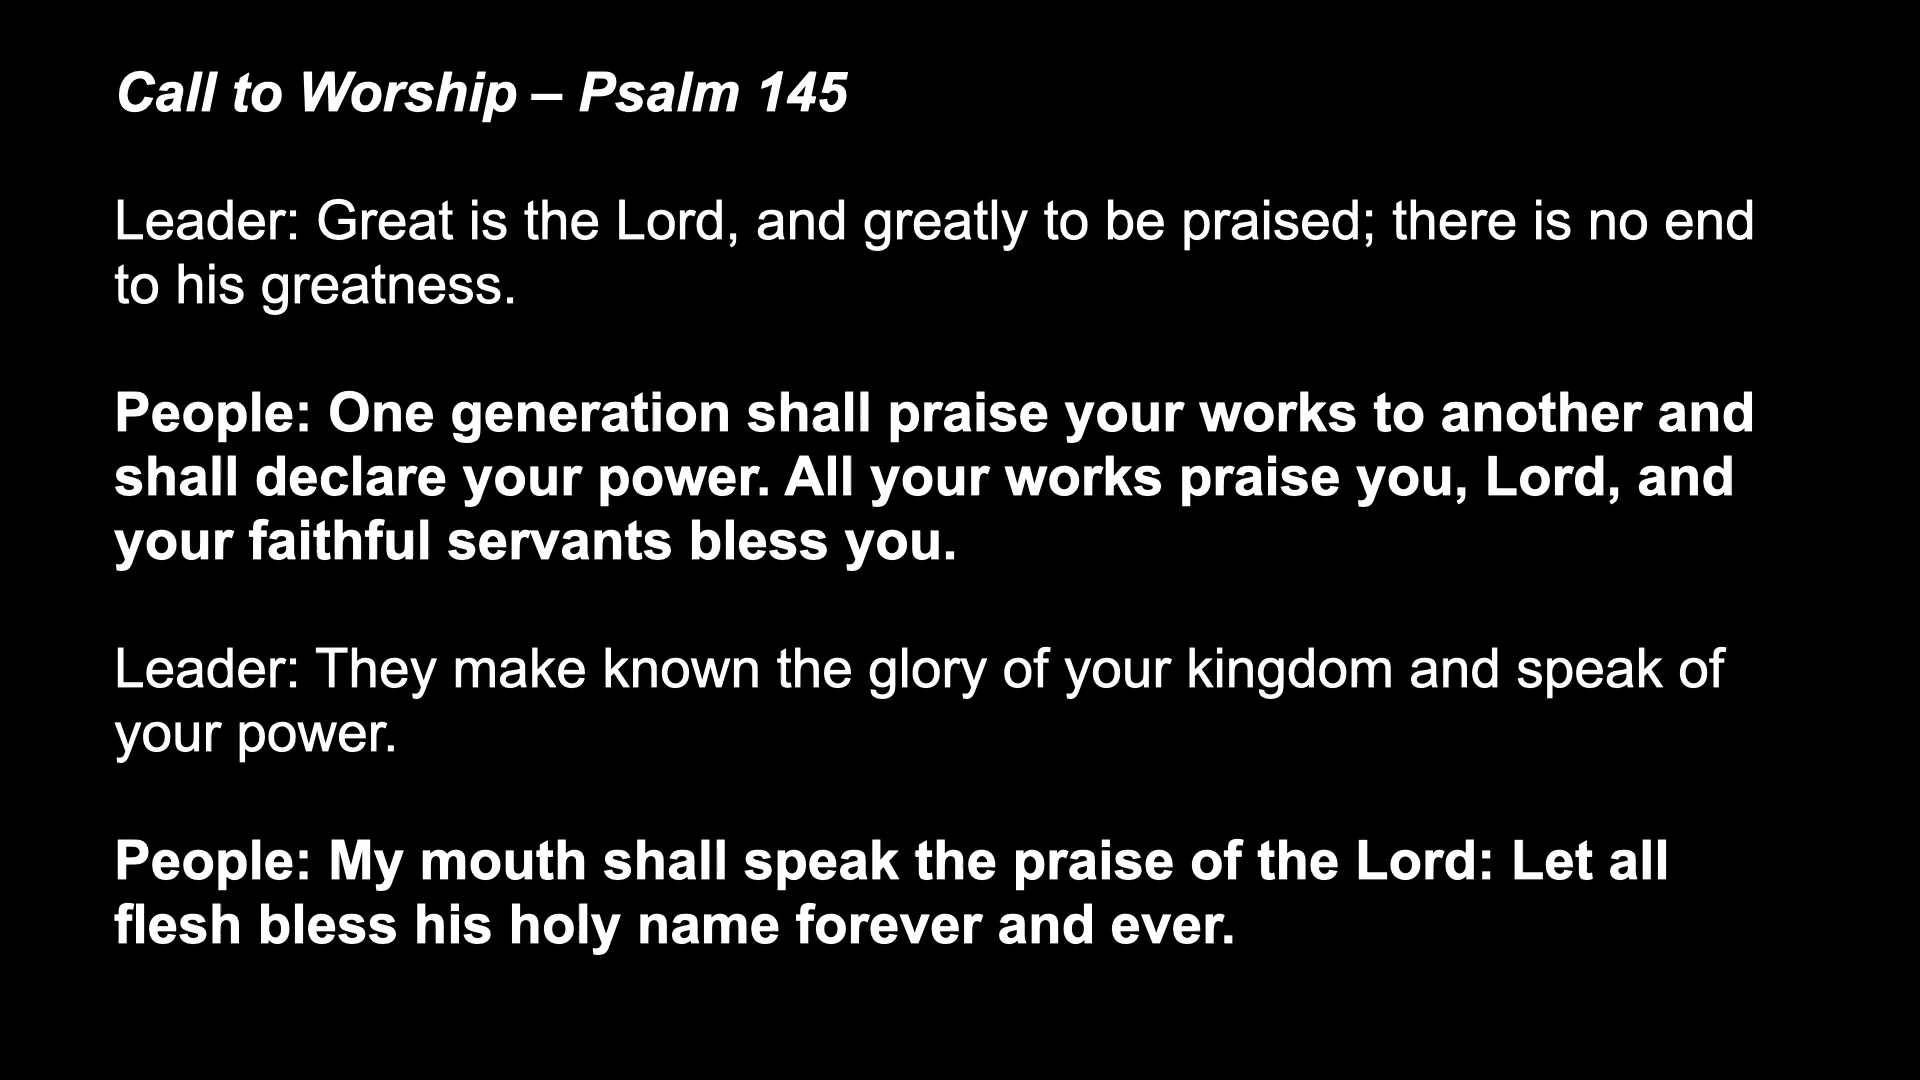 Call to Worship – Psalm 145
Leader: Great is the Lord, and greatly to be praised; there is no end
to his greatness.
People: One generation shall praise your works to another and
shall declare your power. All your works praise you, Lord, and
your faithful servants bless you.
Leader: They make known the glory of your kingdom and speak of
your power.
People: My mouth shall speak the praise of the Lord: Let all
flesh bless his holy name forever and ever.